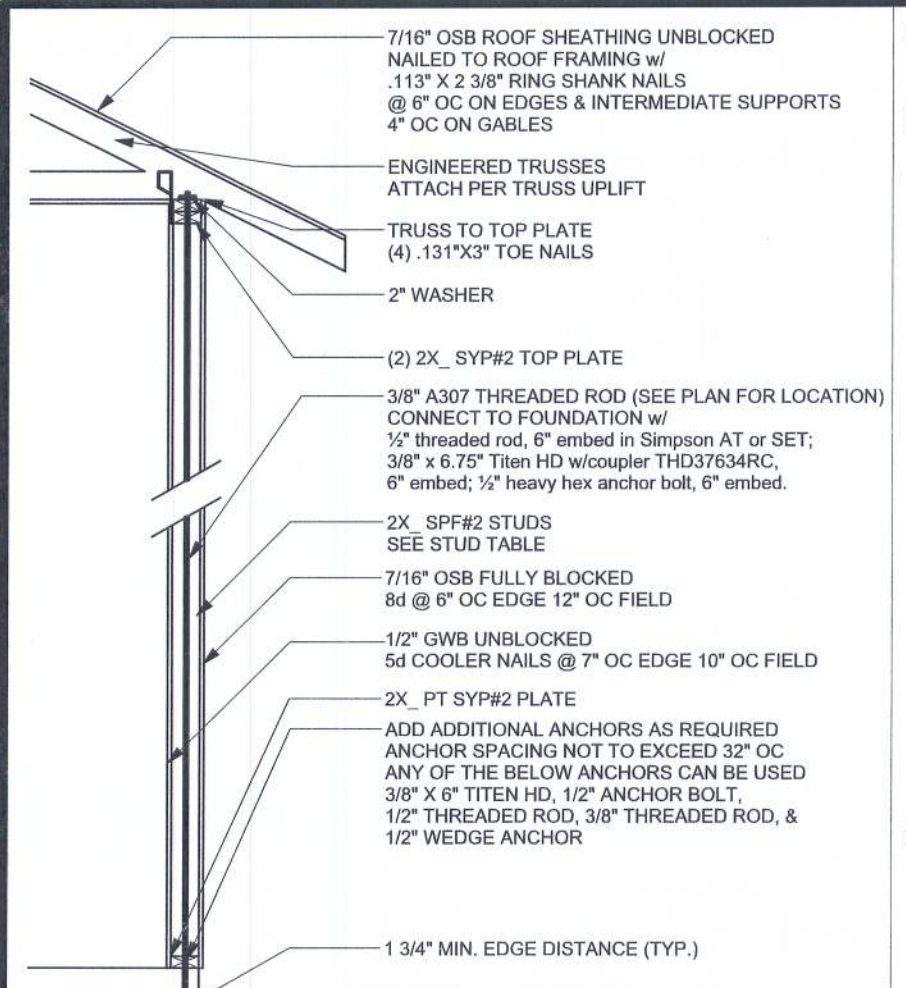 7/16" OSB ROOF SHEATHING UNBLOCKED
NAILED TO ROOF FRAMING w/
.113" X 2 3/8" RING SHANK NAILS
@ 6" OC ON EDGES & INTERMEDIATE SUPPORTS
4" OC ON GABLES
ENGINEERED TRUSSES
ATTACH PER TRUSS UPLIFT
TRUSS TO TOP PLATE
(4) .131"X3" TOE NAILS
2" WASHER
(2) 2X_ SYP#2 TOP PLATE
3/8" A307 THREADED ROD (SEE PLAN FOR LOCATION)
CONNECT TO FOUNDATION w/
½" threaded rod, 6" embed in Simpson AT or SET;
3/8" x 6.75" Titen HD w/coupler THD37634RC,
6" embed; ½" heavy hex anchor bolt, 6" embed.
2X_ SPF#2 STUDS
SEE STUD TABLE
7/16" OSB FULLY BLOCKED
8d @ 6" OC EDGE 12" OC FIELD
1/2" GWB UNBLOCKED
5d COOLER NAILS @ 7" OC EDGE 10" OC FIELD
2X_ PT SYP#2 PLATE
ADD ADDITIONAL ANCHORS AS REQUIRED
ANCHOR SPACING NOT TO EXCEED 32" OC
ANY OF THE BELOW ANCHORS CAN BE USED
3/8" X 6" TITEN HD, 1/2" ANCHOR BOLT,
1/2" THREADED ROD, 3/8" THREADED ROD, &
1/2" WEDGE ANCHOR
1 3/4" MIN. EDGE DISTANCE (TYP.)